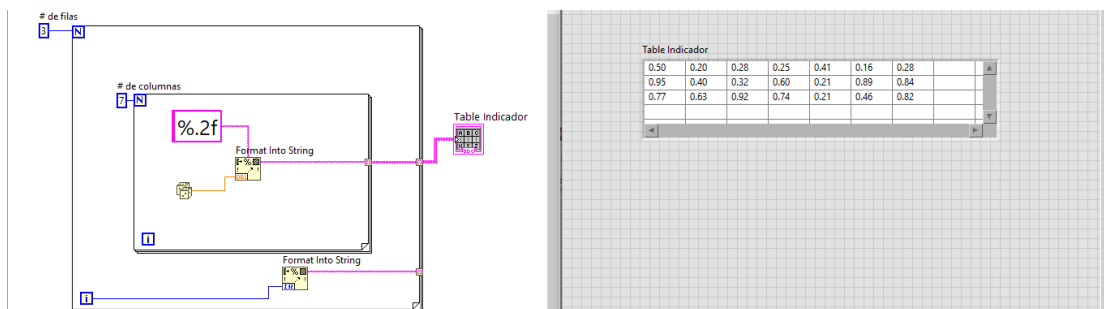 # de filas
3
N
# de columnas
7
N
%.2f
Format Into String
i
Format Into String
i
Table Indicador
Table Indicador
0.50 0.20 0.28 0.25 0.41 0.16 0.28
0.95 0.40 0.32 0.60 0.21 0.89 0.84
0.77 0.63 0.92 0.74 0.21 0.46 0.82